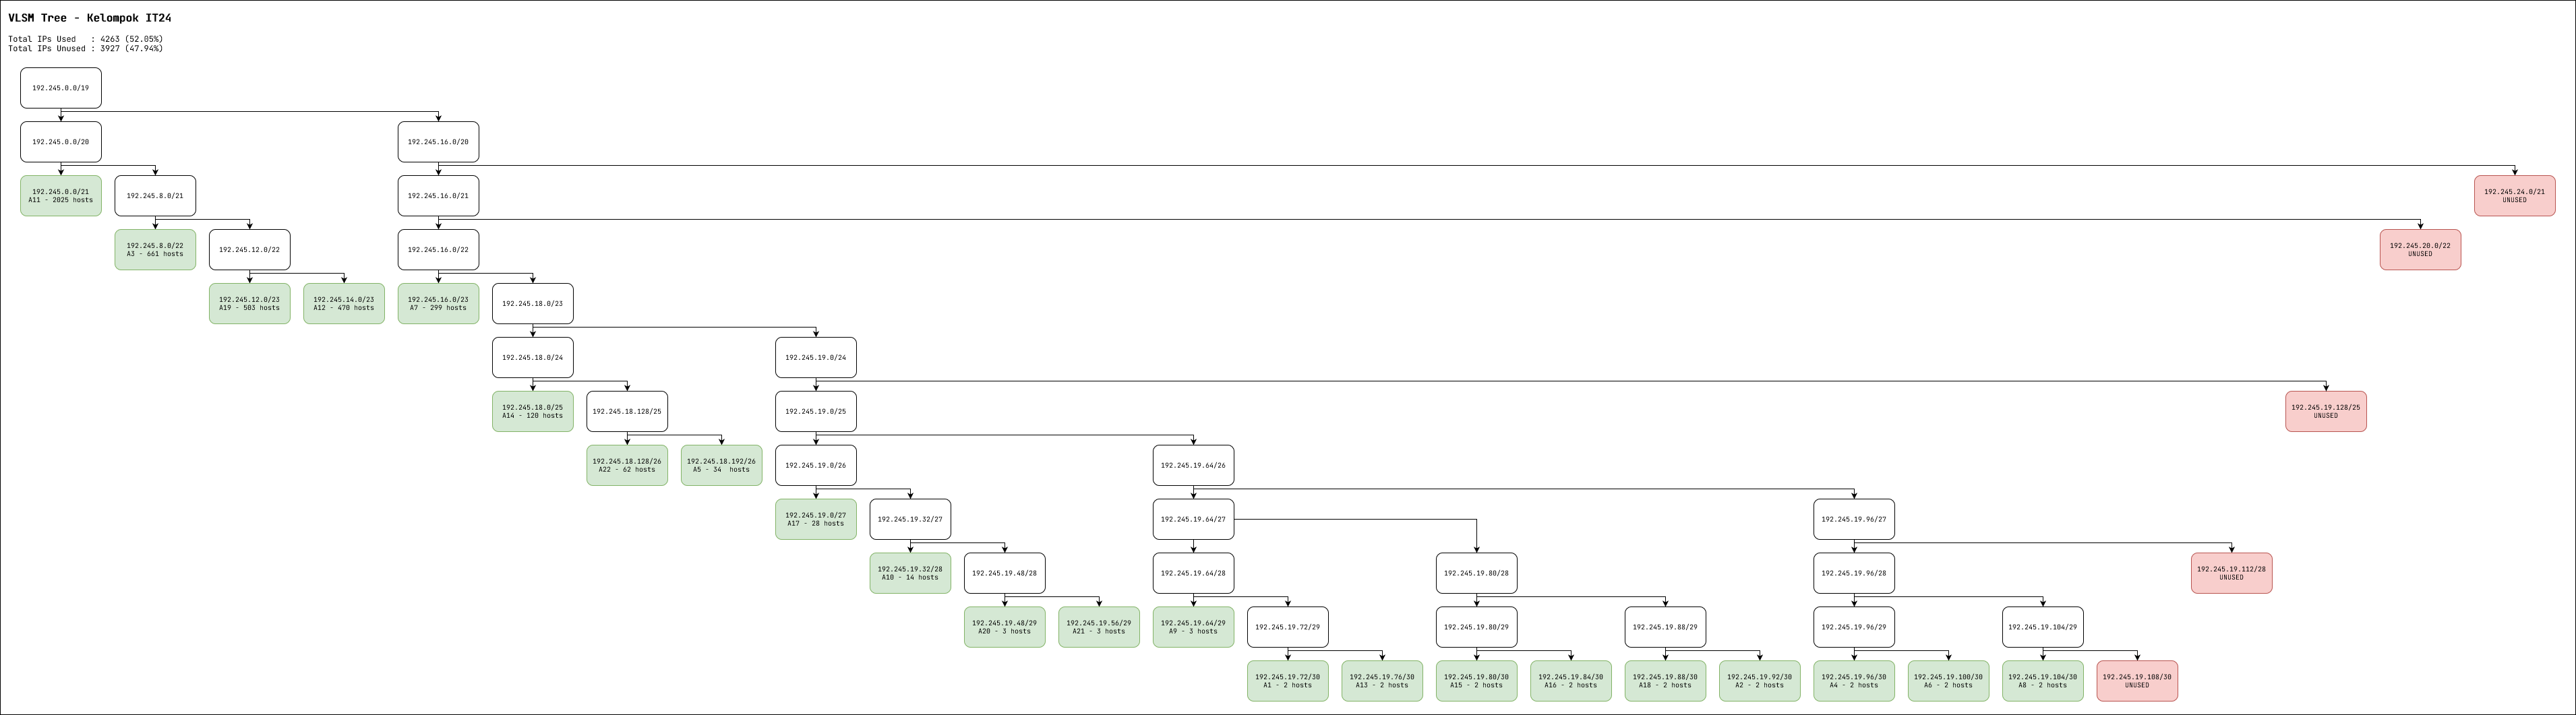 VLSM Tree - Kelompok IT24
Total IPs Used   : 4263 (52.05%)
Total IPs Unused : 3927 (47.94%)
192.245.0.0/19
192.245.0.0/20
192.245.16.0/20
192.245.0.0/21
A11 - 2025 hosts
192.245.8.0/21
192.245.16.0/21
192.245.24.0/21
UNUSED
192.245.8.0/22
A3 - 661 hosts
192.245.12.0/22
192.245.16.0/22
192.245.20.0/22
UNUSED
192.245.12.0/23
A19 - 503 hosts
192.245.14.0/23
A12 - 470 hosts
192.245.16.0/23
A7 - 299 hosts
192.245.18.0/23
192.245.18.0/24
192.245.19.0/24
192.245.18.0/25
A14 - 120 hosts
192.245.18.128/25
192.245.19.0/25
192.245.19.128/25
UNUSED
192.245.18.128/26
A22 - 62 hosts
192.245.18.192/26
A5 - 34  hosts
192.245.19.0/26
192.245.19.64/26
192.245.19.0/27
A17 - 28 hosts
192.245.19.32/27
192.245.19.64/27
192.245.19.96/27
192.245.19.32/28
A10 - 14 hosts
192.245.19.48/28
192.245.19.64/28
192.245.19.80/28
192.245.19.96/28
192.245.19.112/28
UNUSED
192.245.19.48/29
A20 - 3 hosts
192.245.19.56/29
A21 - 3 hosts
192.245.19.64/29
A9 - 3 hosts
192.245.19.72/29
192.245.19.80/29
192.245.19.88/29
192.245.19.96/29
192.245.19.104/29
192.245.19.72/30
A1 - 2 hosts
192.245.19.76/30
A13 - 2 hosts
192.245.19.80/30
A15 - 2 hosts
192.245.19.84/30
A16 - 2 hosts
192.245.19.88/30
A18 - 2 hosts
192.245.19.92/30
A2 - 2 hosts
192.245.19.96/30
A4 - 2 hosts
192.245.19.100/30
A6 - 2 hosts
192.245.19.104/30
A8 - 2 hosts
192.245.19.108/30
UNUSED